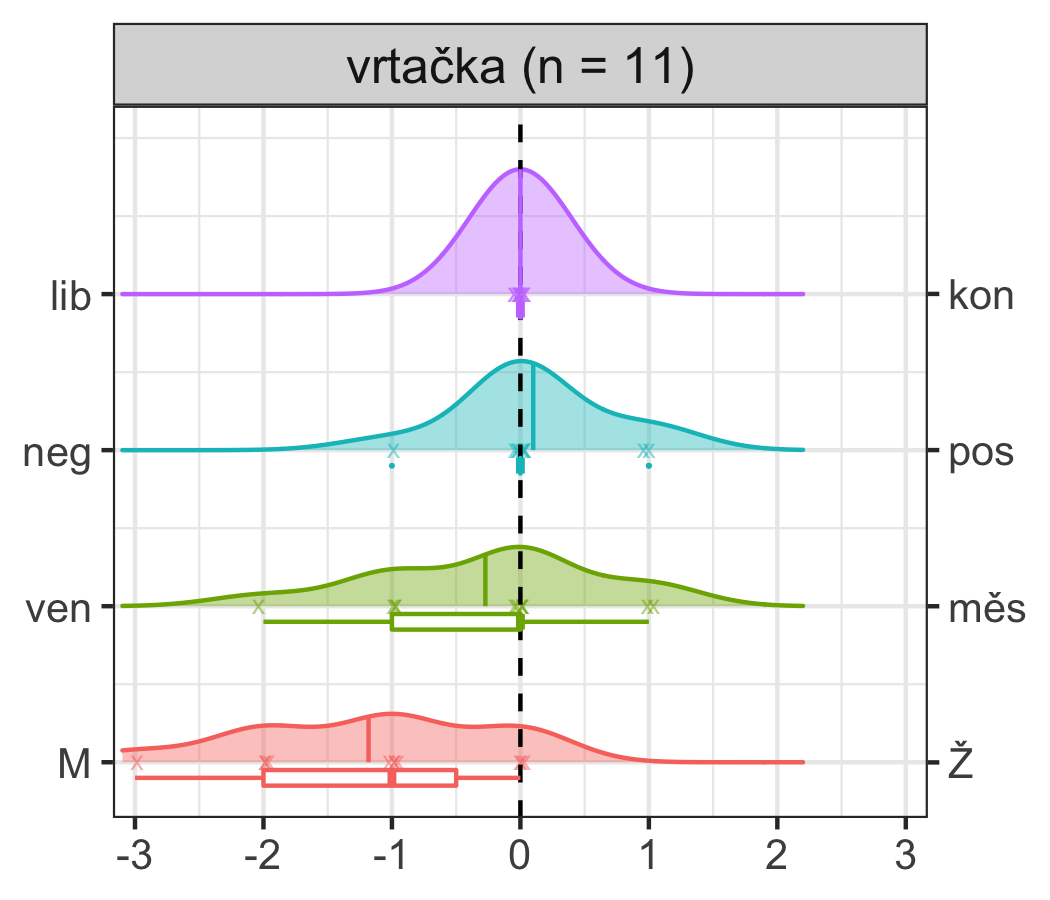 vrtačka (n = 11)
lib kon
neg pos
ven měs
M Ž
-3 -2 -1 0 1 2 3